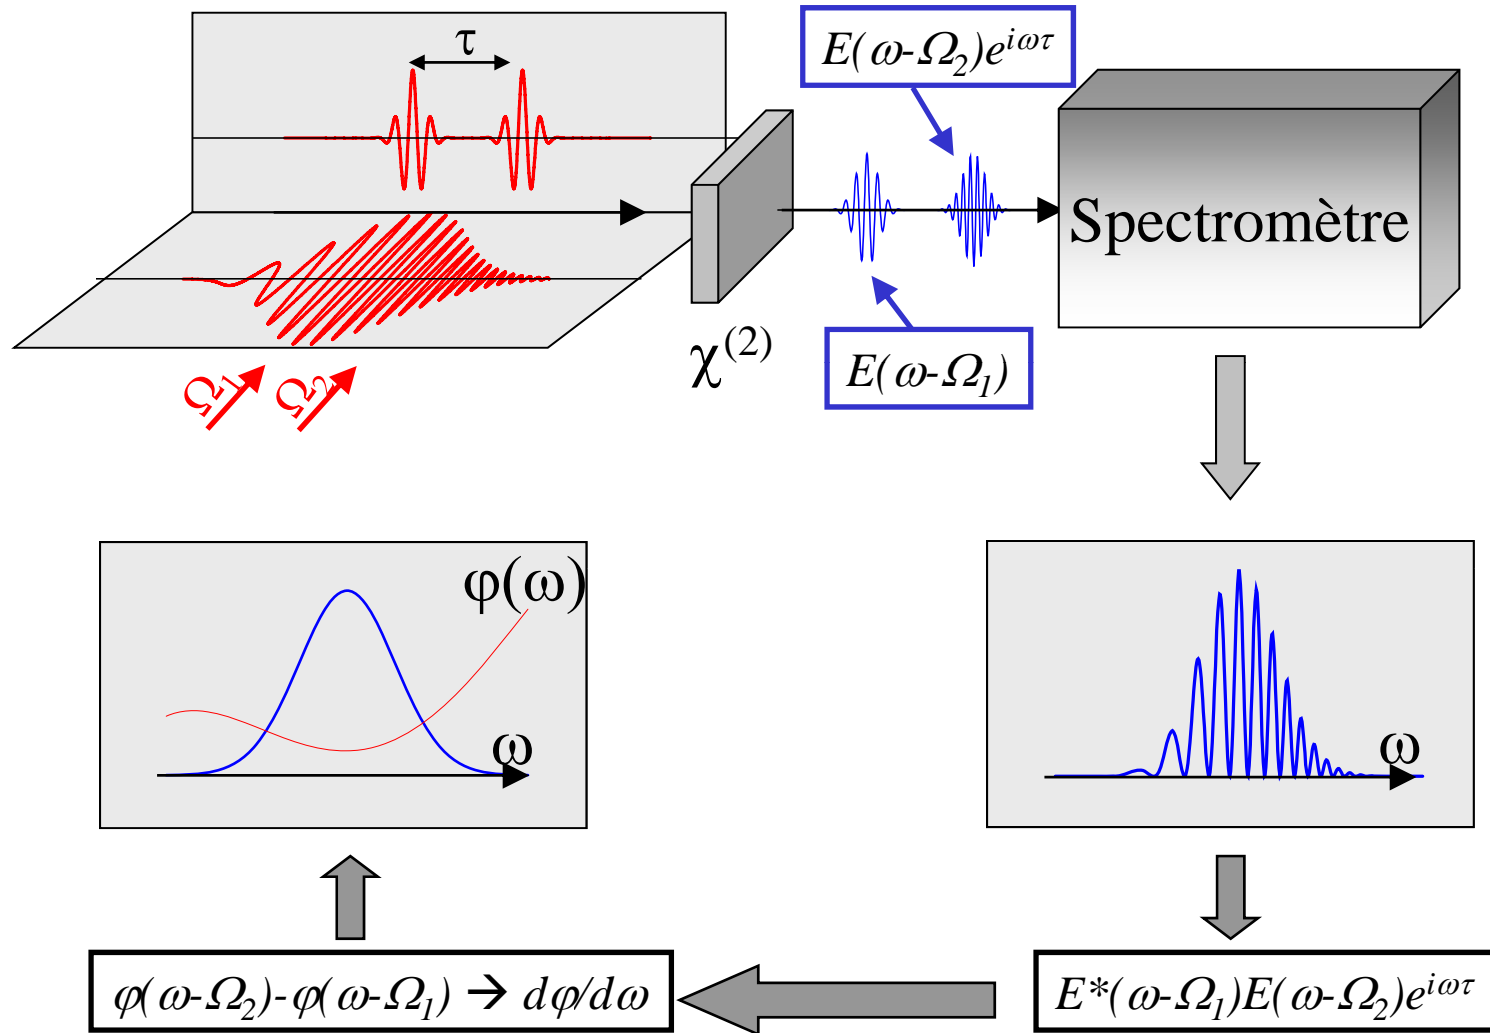 τ
E(ω-Ω₂)e^{iωτ}
Spectromètre
χ⁽²⁾
E(ω-Ω₁)
Ω₁
Ω₂
φ(ω)
ω
ω
φ(ω-Ω₂)-φ(ω-Ω₁) → dφ/dω
E*(ω-Ω₁)E(ω-Ω₂)e^{iωτ}